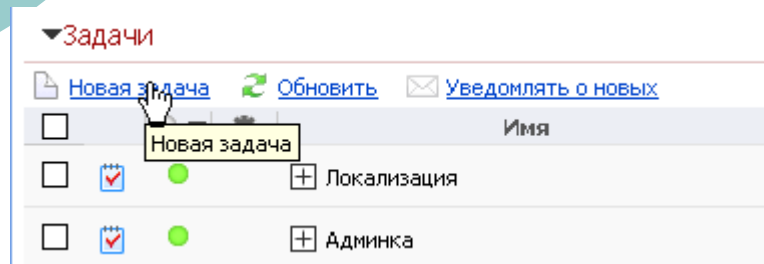 Задачи
Новая задача Обновить Уведомлять о новых
Имя
Новая задача
Локализация
Админка